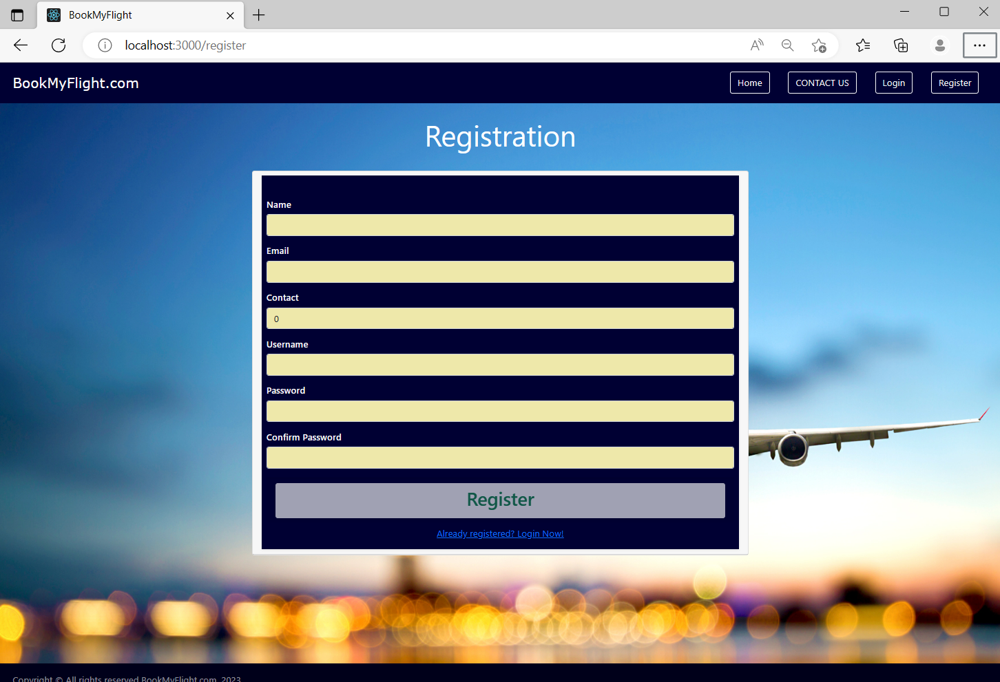 BookMyFlight
localhost:3000/register
BookMyFlight.com
Home
CONTACT US
Login
Register
Registration
Name
Email
Contact
0
Username
Password
Confirm Password
Register
Already registered? Login Now!
Copyright © All rights reserved BookMyFlight.com, 2023